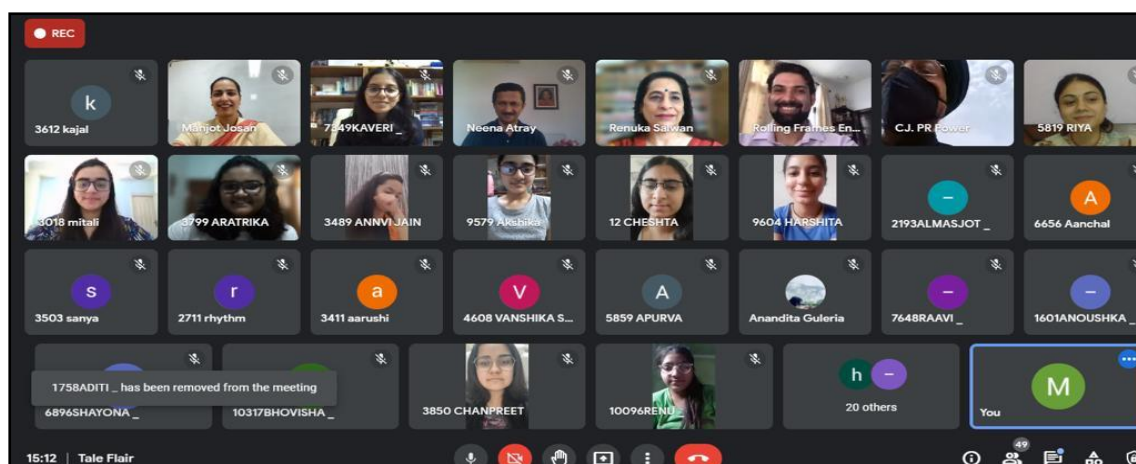 REC
k
3612 kajal
Manjot Josan
7349KAVERI _
Neena Atray
Renuka Salwan
Rolling Frames En...
CJ. PR Power
5819 RIYA
3018 mitali
3799 ARATRIKA
3489 ANNVI JAIN
9579 Akshika
12 CHESHTA
9604 HARSHITA
–
2193ALMASJOT _
A
6656 Aanchal
s
3503 sanya
r
2711 rhythm
a
3411 aarushi
V
4608 VANSHIKA S...
A
5859 APURVA
Anandita Guleria
–
7648RAAVI _
–
1601ANOUSHKA _
1758ADITI _ has been removed from the meeting
6896SHAYONA _
10317BHOVISHA _
3850 CHANPREET
10096RENU
h –
20 others
M
You
15:12 | Tale Flair
49